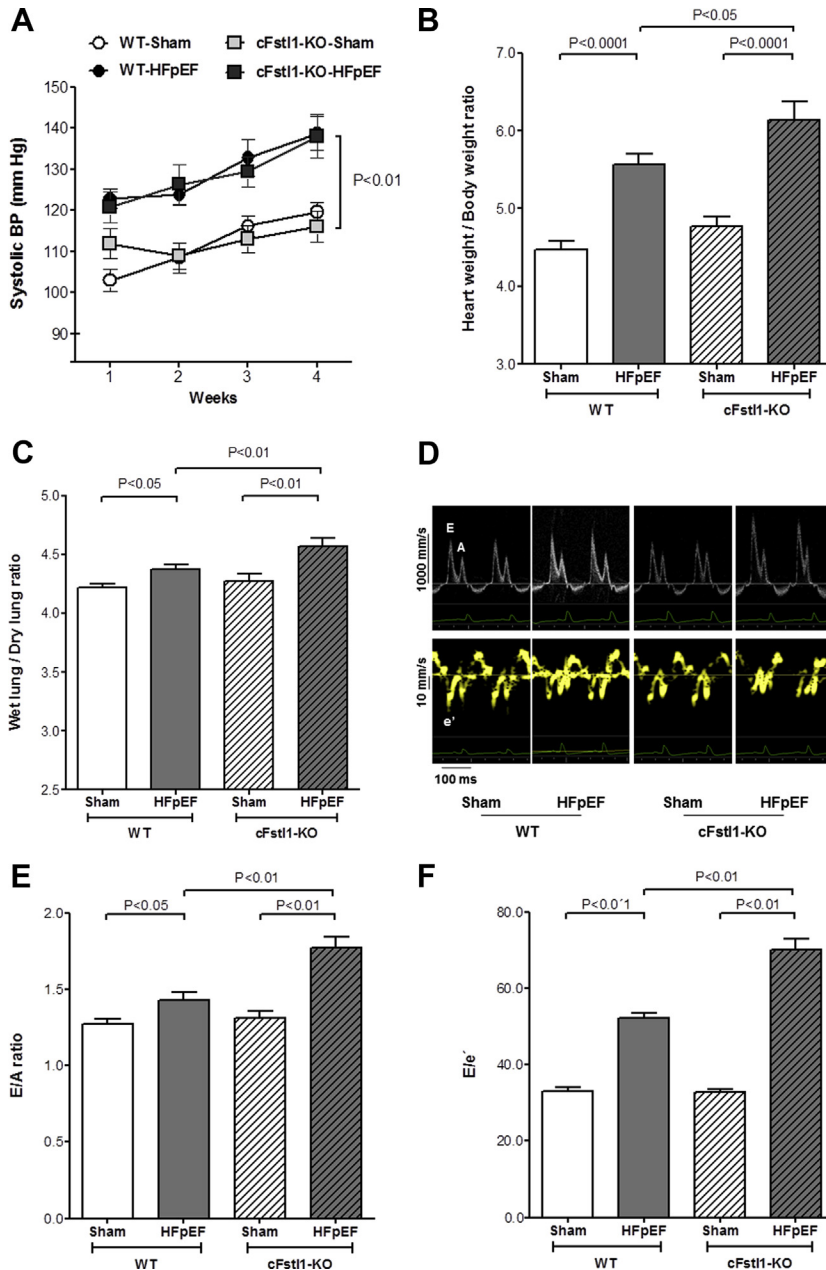 A
WT-Sham
cFstl1-KO-Sham
WT-HFpEF
cFstl1-KO-HFpEF
Systolic BP (mm Hg)
150
140
130
120
110
100
90
P<0.01
1 2 3 4
Weeks
B
P<0.05
P<0.0001 P<0.0001
Heart weight / Body weight ratio
7.0
6.0
5.0
4.0
3.0
Sham HFpEF Sham HFpEF
WT cFstl1-KO
C
P<0.01
P<0.05 P<0.01
Wet lung / Dry lung ratio
5.0
4.5
4.0
3.5
3.0
2.5
Sham HFpEF Sham HFpEF
WT cFstl1-KO
D
E
A
1000 mm/s
10 mm/s
e'
100 ms
Sham HFpEF Sham HFpEF
WT cFstl1-KO
E
P<0.01
P<0.05 P<0.01
E/A ratio
2.0
1.5
1.0
0.5
0.0
Sham HFpEF Sham HFpEF
WT cFstl1-KO
F
P<0.01
P<0.0´1 P<0.01
E/e´
80.0
60.0
40.0
20.0
0.0
Sham HFpEF Sham HFpEF
WT cFstl1-KO